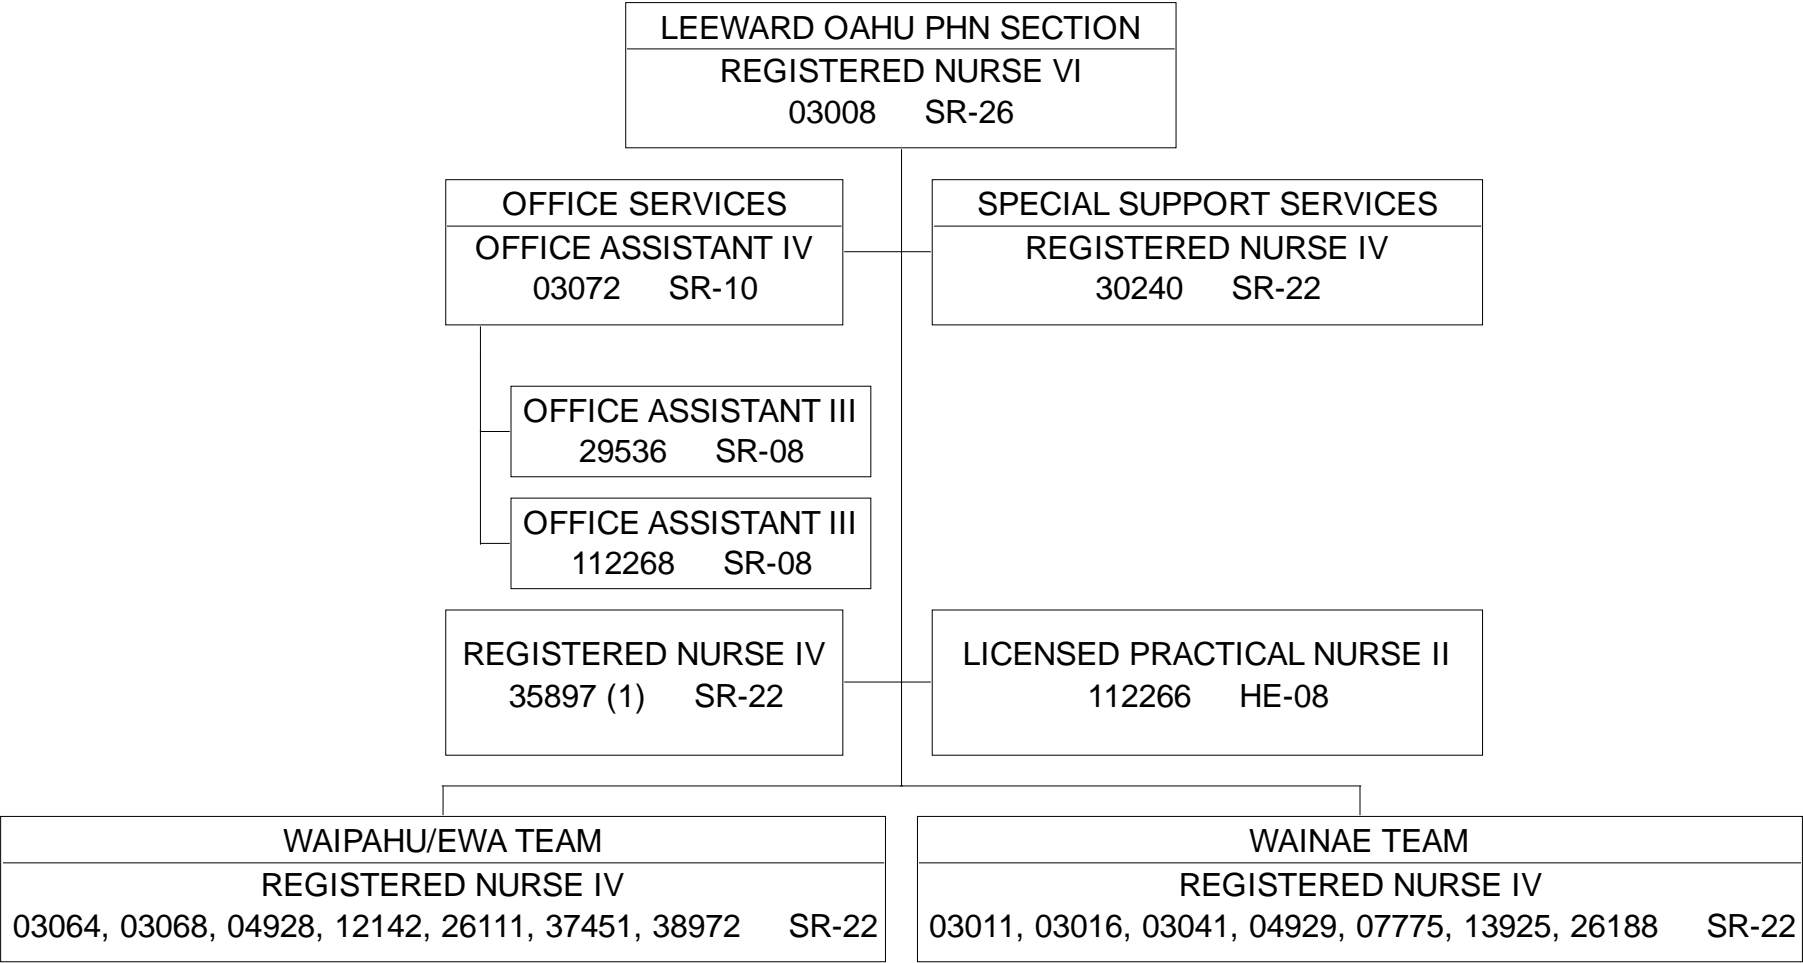 LEEWARD OAHU PHN SECTION
REGISTERED NURSE VI
03008 SR-26
OFFICE SERVICES
OFFICE ASSISTANT IV
03072 SR-10
SPECIAL SUPPORT SERVICES
REGISTERED NURSE IV
30240 SR-22
OFFICE ASSISTANT III
29536 SR-08
OFFICE ASSISTANT III
112268 SR-08
REGISTERED NURSE IV
35897 (1) SR-22
LICENSED PRACTICAL NURSE II
112266 HE-08
WAIPAHU/EWA TEAM
REGISTERED NURSE IV
03064, 03068, 04928, 12142, 26111, 37451, 38972 SR-22
WAINAE TEAM
REGISTERED NURSE IV
03011, 03016, 03041, 04929, 07775, 13925, 26188 SR-22